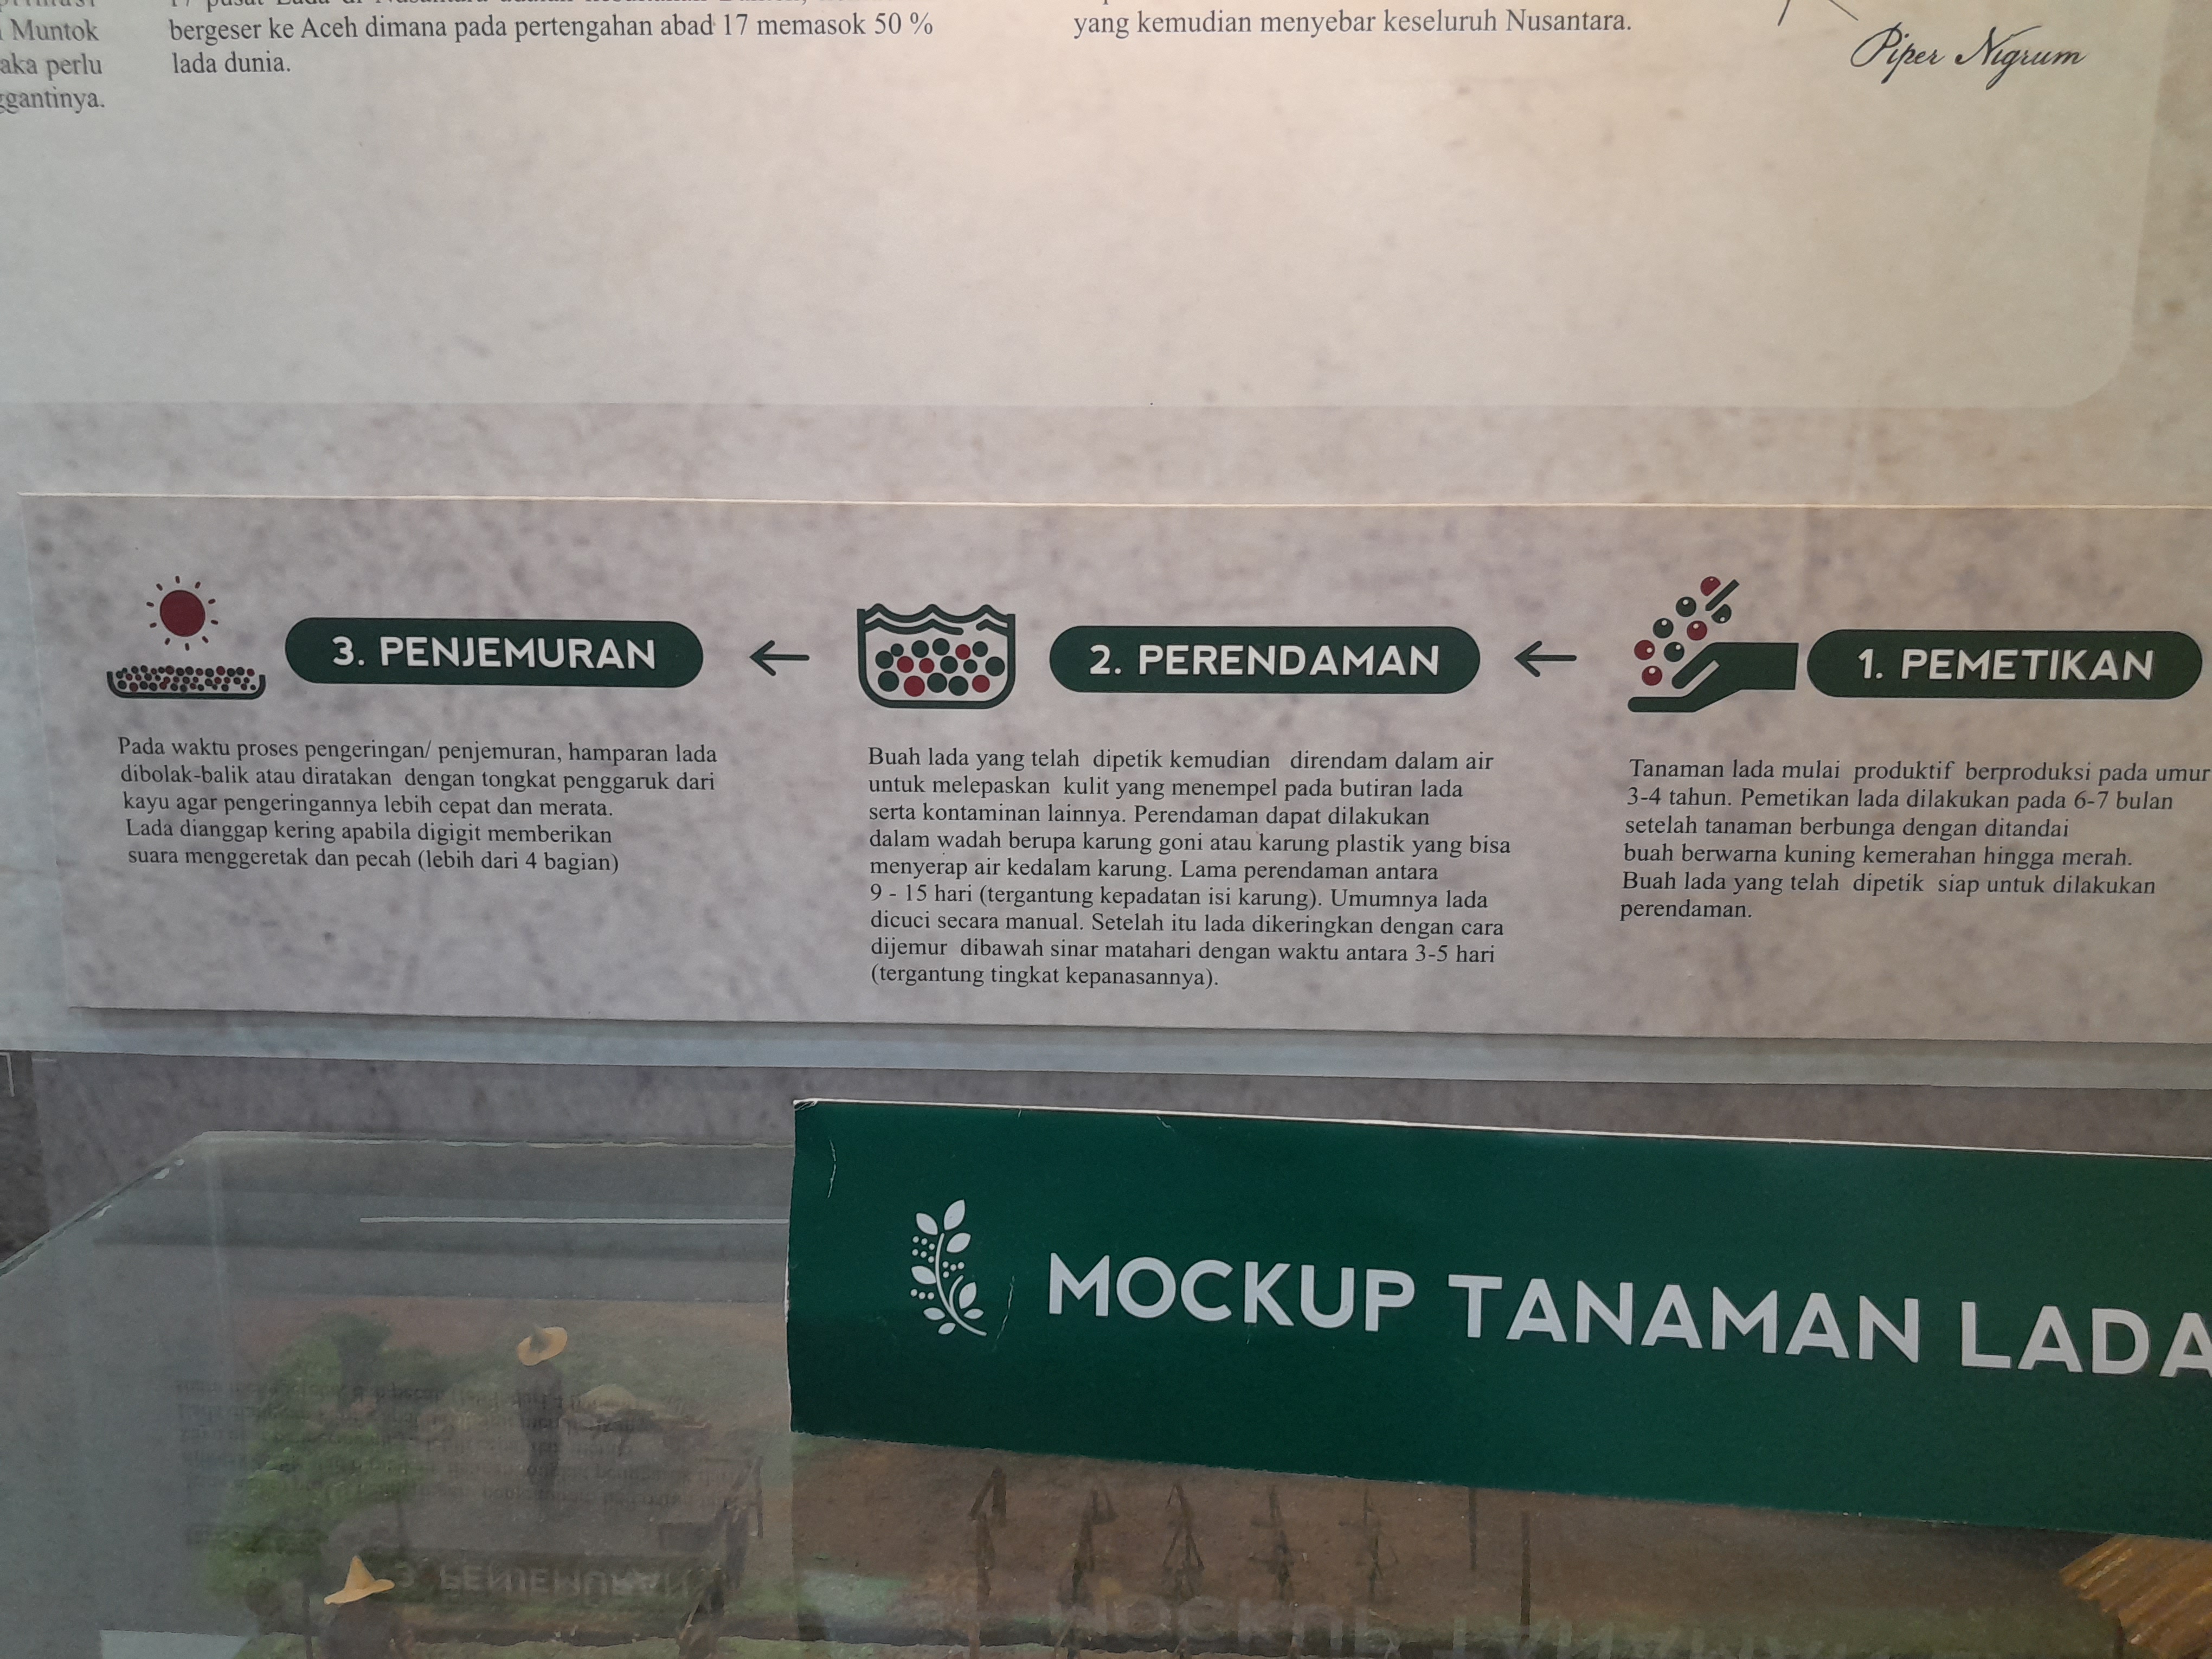 Muntok
aka perlu
ggantinya.
bergeser ke Aceh dimana pada pertengahan abad 17 memasok 50 %
lada dunia.
yang kemudian menyebar keseluruh Nusantara.
Piper Nigrum
3. PENJEMURAN
Pada waktu proses pengeringan/ penjemuran, hamparan lada
dibolak-balik atau diratakan dengan tongkat penggaruk dari
kayu agar pengeringannya lebih cepat dan merata.
Lada dianggap kering apabila digigit memberikan
suara menggeretak dan pecah (lebih dari 4 bagian)
2. PERENDAMAN
Buah lada yang telah dipetik kemudian direndam dalam air
untuk melepaskan kulit yang menempel pada butiran lada
serta kontaminan lainnya. Perendaman dapat dilakukan
dalam wadah berupa karung goni atau karung plastik yang bisa
menyerap air kedalam karung. Lama perendaman antara
9 - 15 hari (tergantung kepadatan isi karung). Umumnya lada
dicuci secara manual. Setelah itu lada dikeringkan dengan cara
dijemur dibawah sinar matahari dengan waktu antara 3-5 hari
(tergantung tingkat kepanasannya).
1. PEMETIKAN
Tanaman lada mulai produktif berproduksi pada umur
3-4 tahun. Pemetikan lada dilakukan pada 6-7 bulan
setelah tanaman berbunga dengan ditandai
buah berwarna kuning kemerahan hingga merah.
Buah lada yang telah dipetik siap untuk dilakukan
perendaman.
MOCKUP TANAMAN LADA